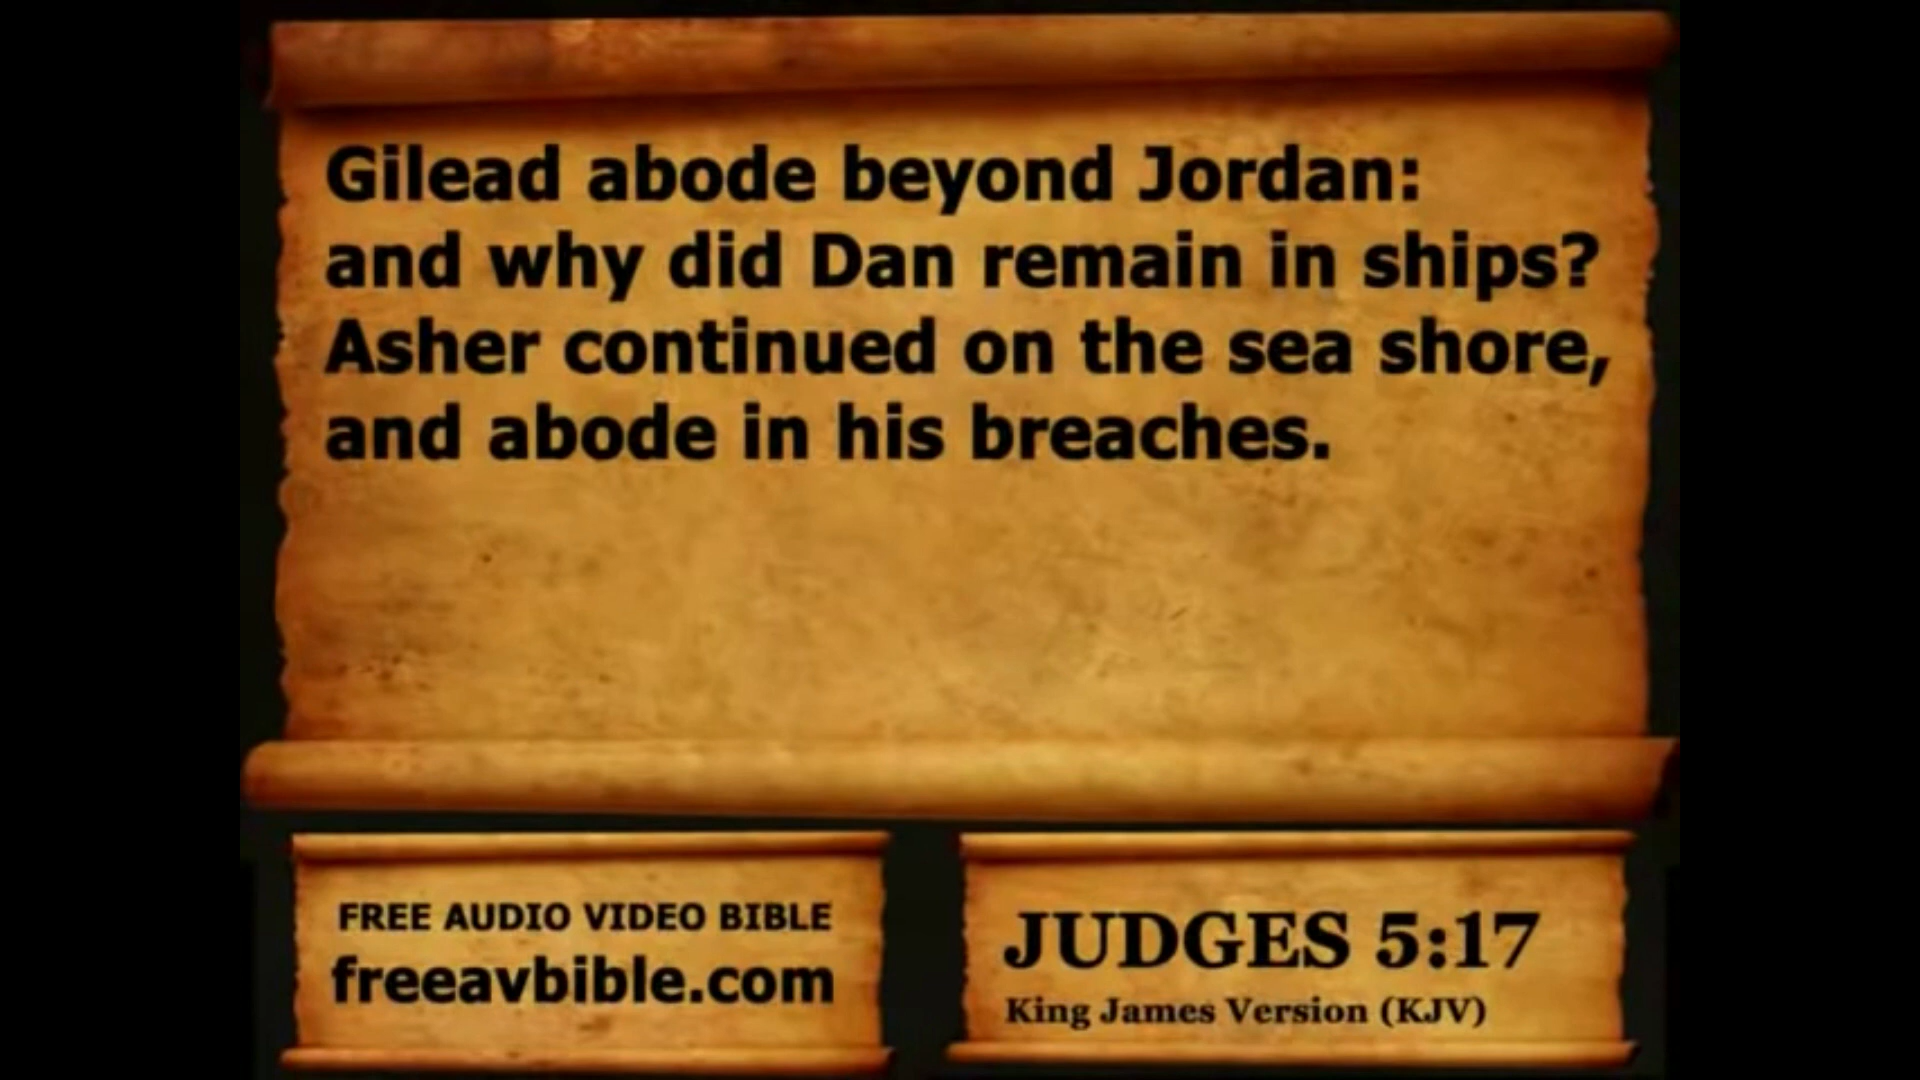 Gilead abode beyond Jordan:
and why did Dan remain in ships?
Asher continued on the sea shore,
and abode in his breaches.
FREE AUDIO VIDEO BIBLE
freeavbible.com
JUDGES 5:17
King James Version (KJV)